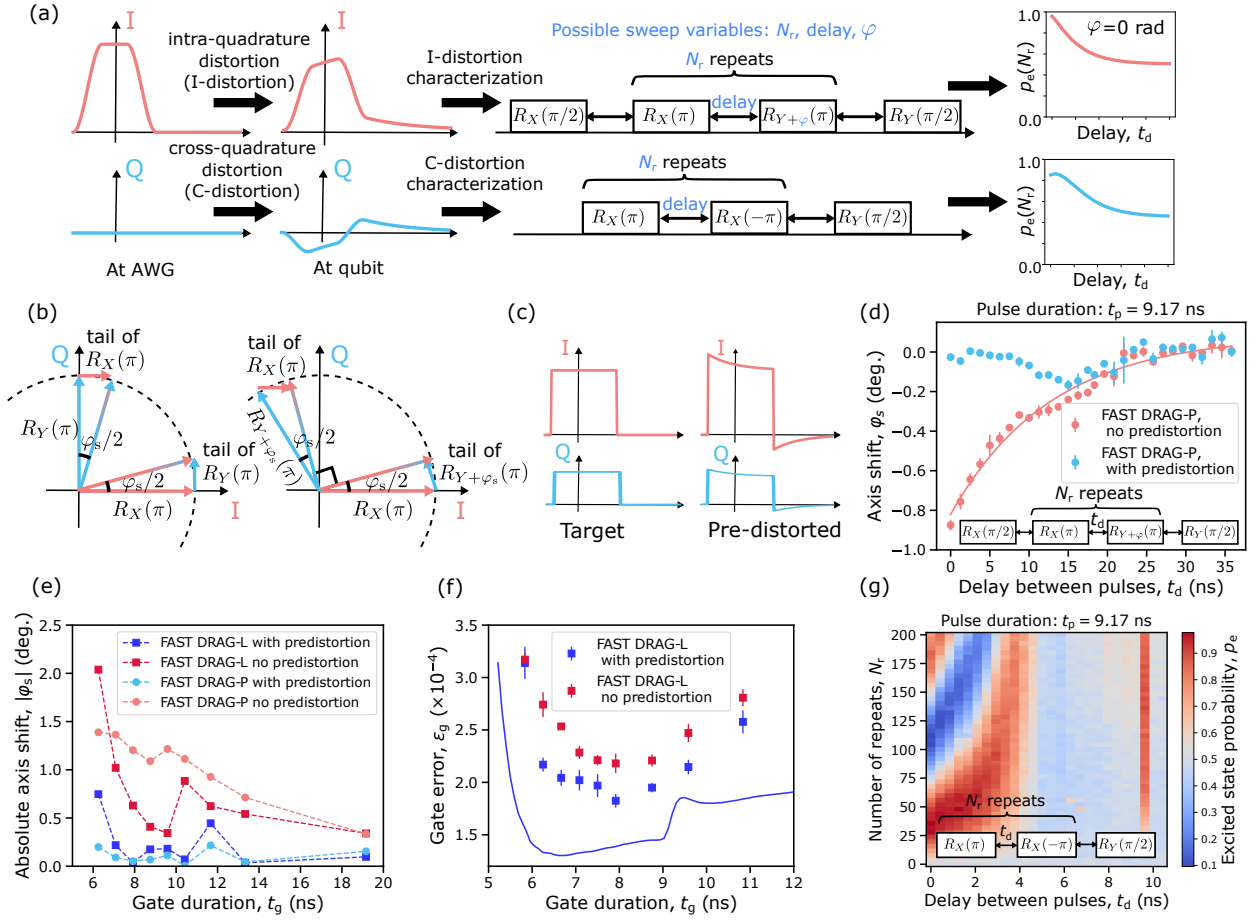 (a)
I
intra-quadrature
distortion
(I-distortion)
I
I-distortion
characterization
Possible sweep variables: N_r, delay, φ
N_r repeats
R_X(π/2)
R_X(π)
delay
R_{Y+φ}(π)
R_Y(π/2)
1.0
p_e(N_r)
0.0
φ=0 rad
Delay, t_d
Q
cross-quadrature
distortion
(C-distortion)
Q
C-distortion
characterization
N_r repeats
R_X(π)
delay
R_X(−π)
R_Y(π/2)
1.0
p_e(N_r)
0.0
Delay, t_d
At AWG
At qubit
(b)
tail of
R_X(π)
Q
R_Y(π)
φ_s/2
tail of
R_Y(π)
φ_s/2
R_X(π)
I
tail of
R_X(π)
Q
R_{Y+φ_s}(π)
φ_s/2
tail of
R_{Y+φ_s}(π)
φ_s/2
R_X(π)
I
(c)
I
I
Q
Q
Target
Pre-distorted
(d)
Pulse duration: t_p = 9.17 ns
Axis shift, φ_s (deg.)
0.0
−0.2
−0.4
−0.6
−0.8
−1.0
FAST DRAG-P,
no predistortion
FAST DRAG-P,
with predistortion
N_r repeats
t_d
R_X(π/2)
R_X(π)
R_{Y+φ}(π)
R_Y(π/2)
0 5 10 15 20 25 30 35
Delay between pulses, t_d (ns)
(e)
Absolute axis shift, |φ_s| (deg.)
2.5
2.0
1.5
1.0
0.5
0.0
FAST DRAG-L with predistortion
FAST DRAG-L no predistortion
FAST DRAG-P with predistortion
FAST DRAG-P no predistortion
6 8 10 12 14 16 18 20
Gate duration, t_g (ns)
(f)
Gate error, ε_g (×10⁻⁴)
3.5
3.0
2.5
2.0
1.5
FAST DRAG-L
with predistortion
FAST DRAG-L
no predistortion
5 6 7 8 9 10 11 12
Gate duration, t_g (ns)
(g)
Pulse duration: t_p = 9.17 ns
Number of repeats, N_r
200
175
150
125
100
75
50
25
0
N_r repeats
t_d
R_X(π)
R_X(−π)
R_Y(π/2)
0 2 4 6 8 10
Delay between pulses, t_d (ns)
0.9
0.8
0.7
0.6
0.5
0.4
0.3
0.2
0.1
Excited state probability, p_e